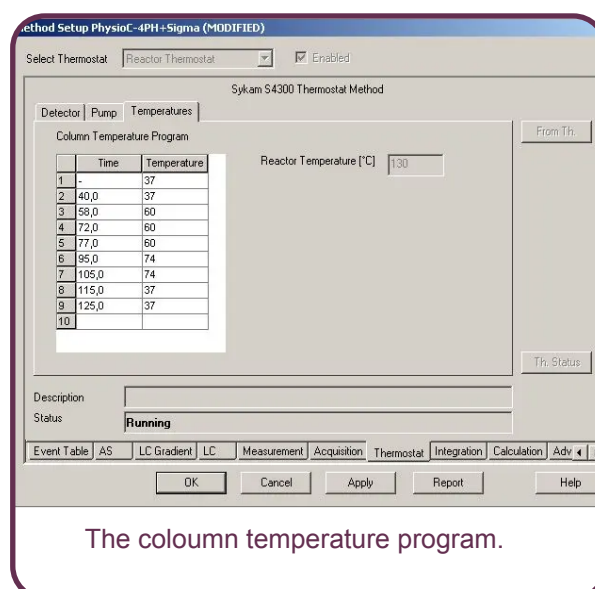 ethod Setup PhysioC-4PH+Sigma (MODIFIED)
Select Thermostat Reactor Thermostat Enabled
Sykam S4300 Thermostat Method
Detector Pump Temperatures
From Th.
Column Temperature Program
Reactor Temperature [°C] 130
Time Temperature
1 - 37
2 40,0 37
3 58,0 60
4 72,0 60
5 77,0 60
6 95,0 74
7 105,0 74
8 115,0 37
9 125,0 37
10
Th. Status
Description
Status Running
Event Table AS LC Gradient LC Measurement Acquisition Thermostat Integration Calculation Adv
OK Cancel Apply Report Help
The coloumn temperature program.